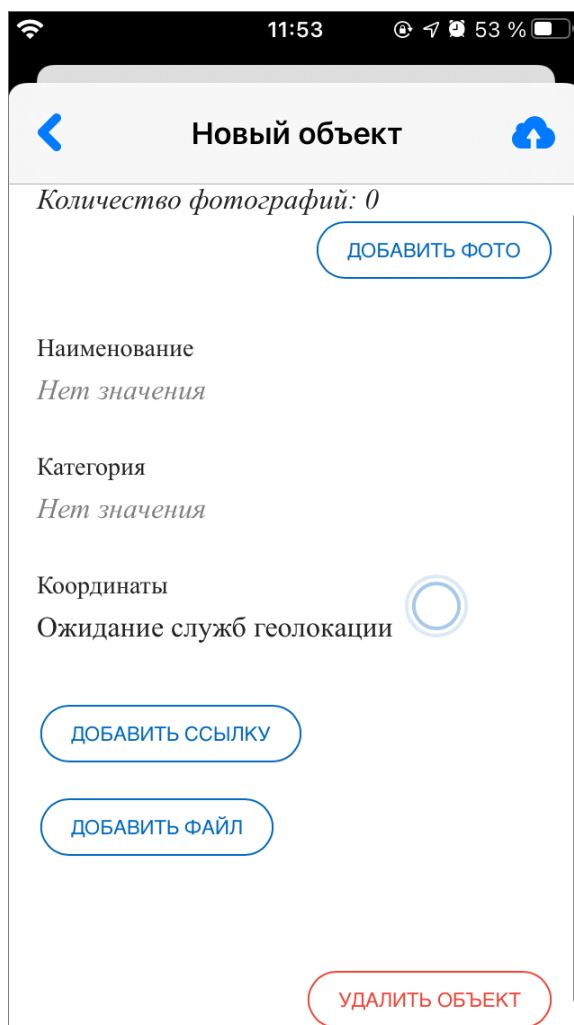 11:53 53 %
Новый объект
Количество фотографий: 0
ДОБАВИТЬ ФОТО
Наименование
Нет значения
Категория
Нет значения
Координаты
Ожидание служб геолокации
ДОБАВИТЬ ССЫЛКУ
ДОБАВИТЬ ФАЙЛ
УДАЛИТЬ ОБЪЕКТ